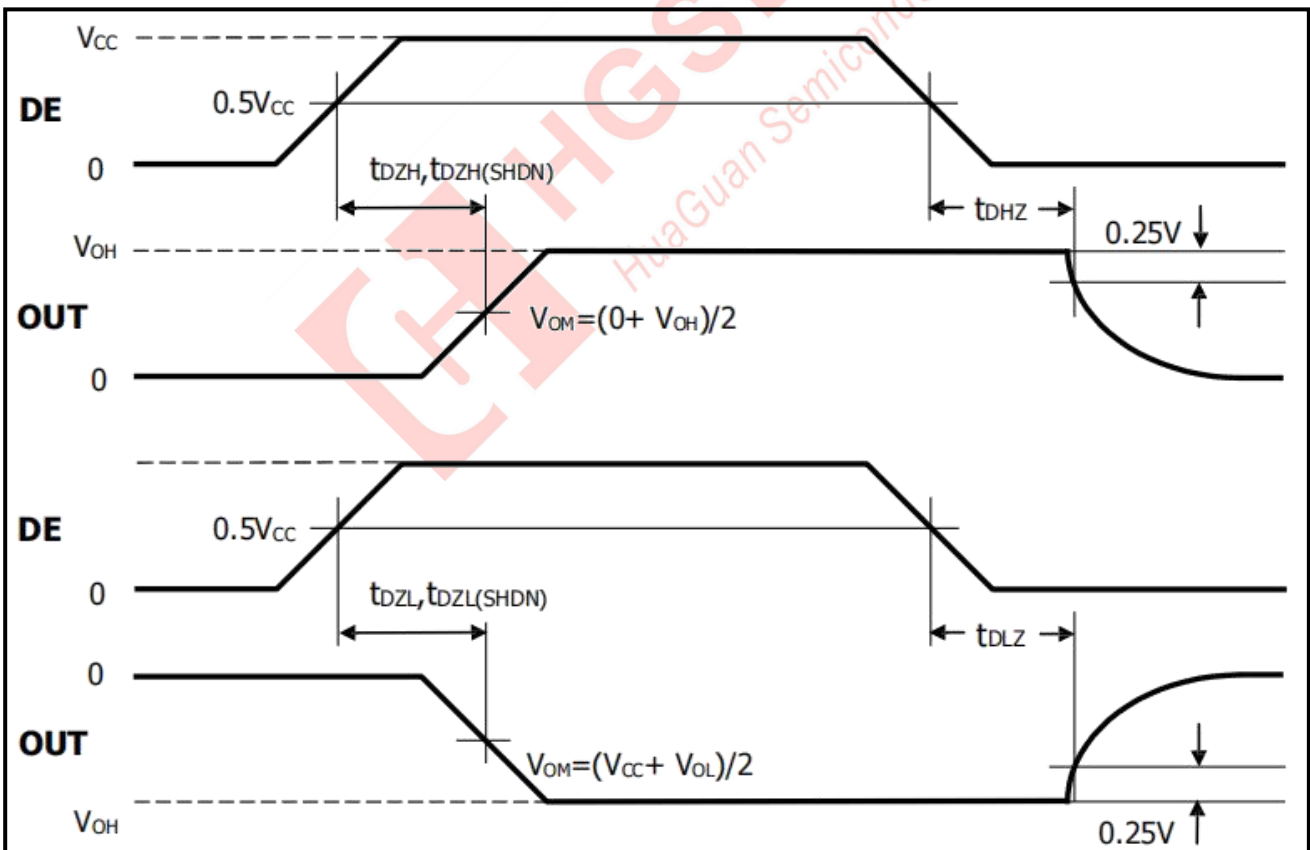 VCC
DE
0.5VCC
0
tDZH,tDZH(SHDN)
tDHZ
0.25V
VOH
OUT
VOM=(0+ VOH)/2
0
DE
0.5VCC
0
tDZL,tDZL(SHDN)
tDLZ
0
OUT
VOM=(VCC+ VOL)/2
VOH
0.25V
HGS
HuaGuan Semicond